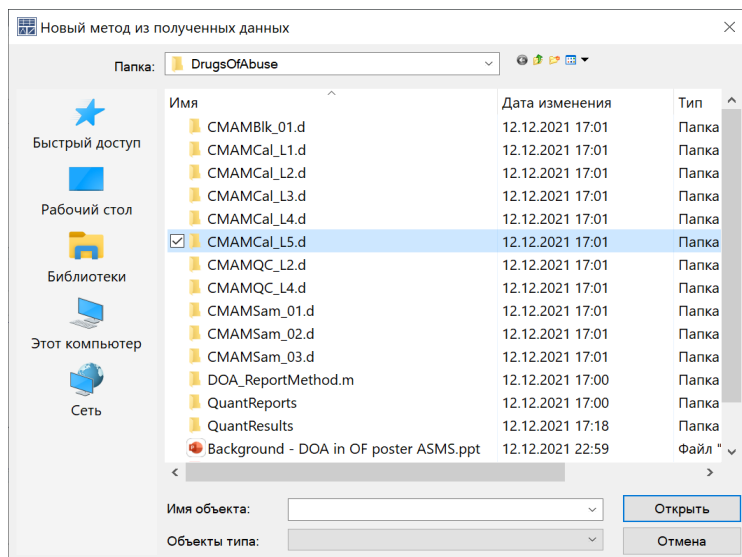 Новый метод из полученных данных
Папка: DrugsOfAbuse
Имя Дата изменения Тип
CMAMBlk_01.d 12.12.2021 17:01 Папка
CMAMCal_L1.d 12.12.2021 17:01 Папка
CMAMCal_L2.d 12.12.2021 17:01 Папка
CMAMCal_L3.d 12.12.2021 17:01 Папка
CMAMCal_L4.d 12.12.2021 17:01 Папка
CMAMCal_L5.d 12.12.2021 17:01 Папка
CMAMQC_L2.d 12.12.2021 17:01 Папка
CMAMQC_L4.d 12.12.2021 17:01 Папка
CMAMSam_01.d 12.12.2021 17:01 Папка
CMAMSam_02.d 12.12.2021 17:01 Папка
CMAMSam_03.d 12.12.2021 17:01 Папка
DOA_ReportMethod.m 12.12.2021 17:00 Папка
QuantReports 12.12.2021 17:00 Папка
QuantResults 12.12.2021 17:18 Папка
Background - DOA in OF poster ASMS.ppt 12.12.2021 22:59 Файл "
Быстрый доступ
Рабочий стол
Библиотеки
Этот компьютер
Сеть
Имя объекта: Открыть
Объекты типа: Отмена